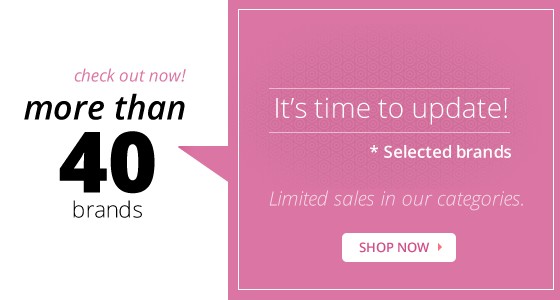 check out now!
more than
40
brands
It's time to update!
* Selected brands
Limited sales in our categories.
SHOP NOW